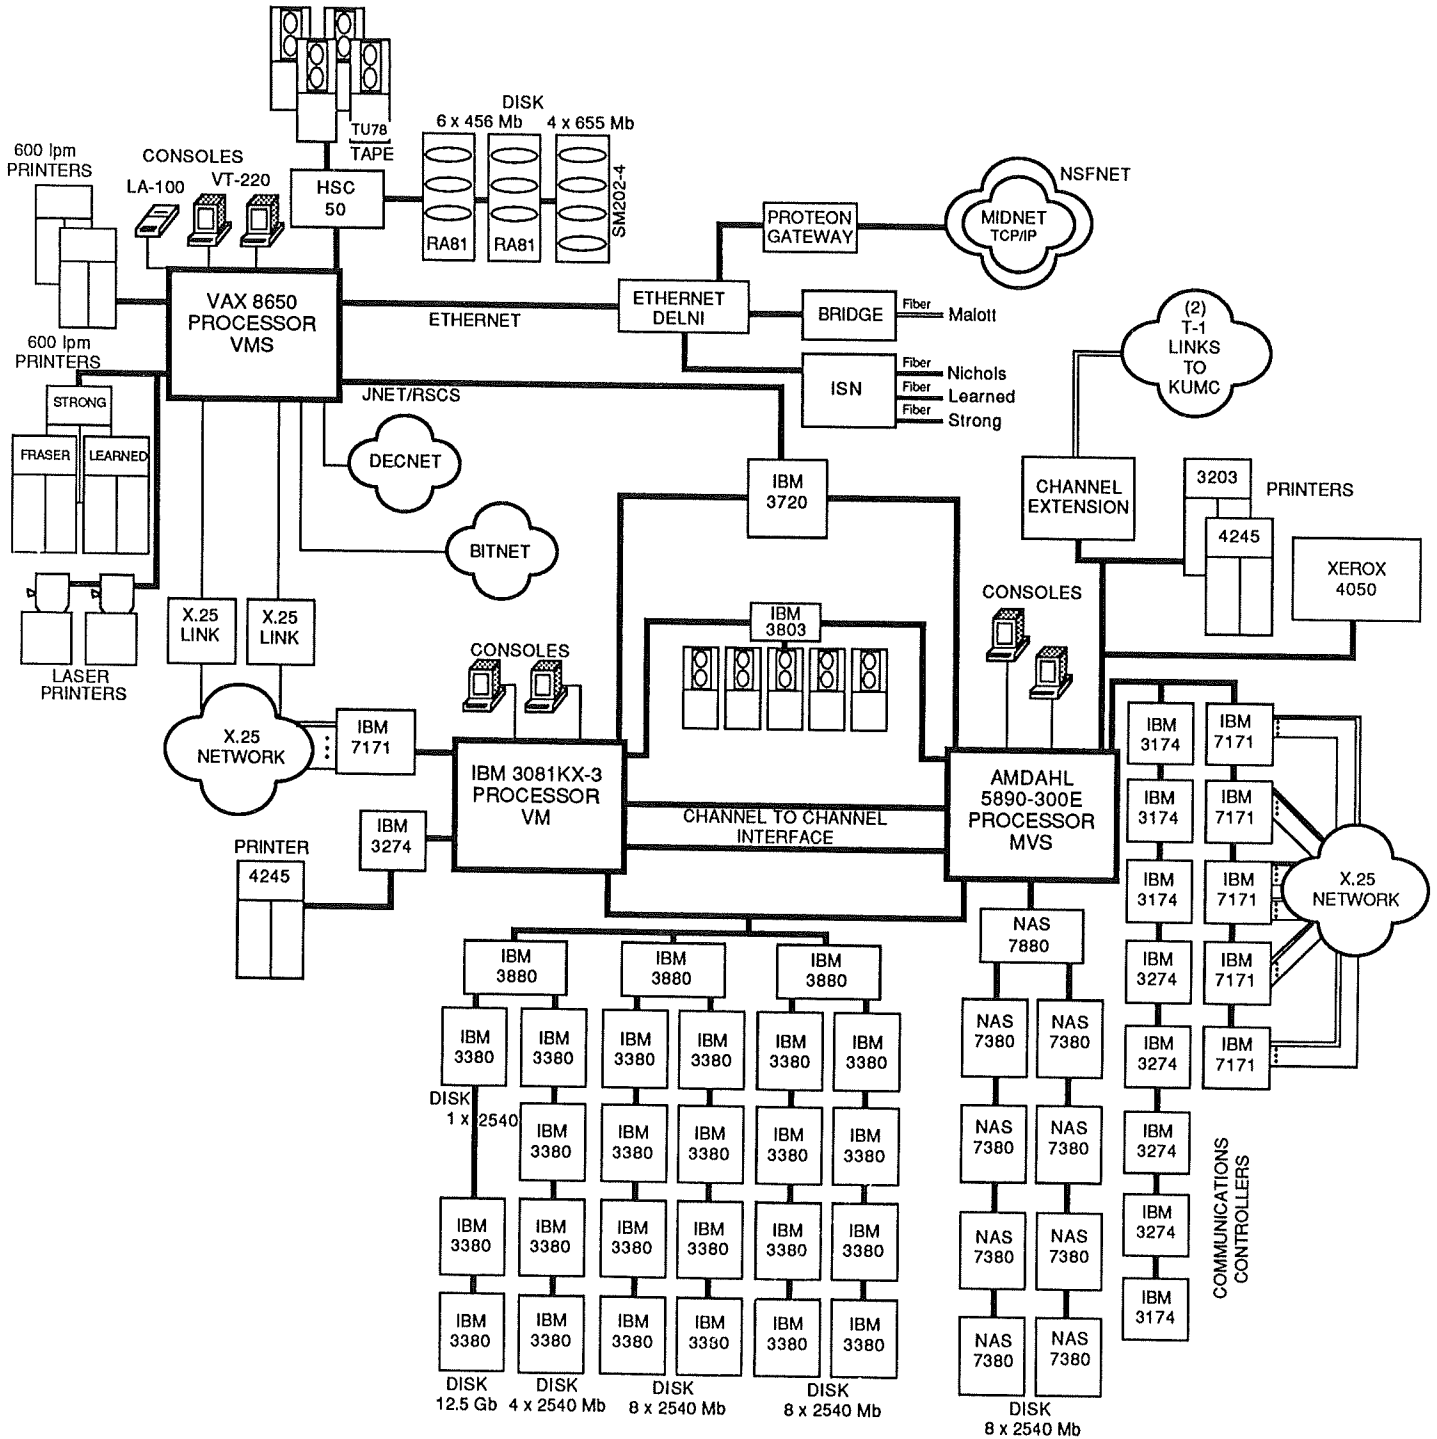 TU78
TAPE
DISK
6 x 456 Mb
4 x 655 Mb
RA81
RA81
SM202-4
HSC
50
600 lpm
PRINTERS
CONSOLES
LA-100
VT-220
VAX 8650
PROCESSOR
VMS
600 lpm
PRINTERS
STRONG
FRASER
LEARNED
LASER
PRINTERS
ETHERNET
ETHERNET
DELNI
PROTEON
GATEWAY
NSFNET
MIDNET
TCP/IP
BRIDGE
Fiber
Malott
ISN
Fiber
Nichols
Fiber
Learned
Fiber
Strong
JNET/RSCS
DECNET
BITNET
X.25
LINK
X.25
LINK
X.25
NETWORK
IBM
7171
IBM
3720
(2)
T-1
LINKS
TO
KUMC
CHANNEL
EXTENSION
3203
PRINTERS
4245
XEROX
4050
CONSOLES
IBM
3803
CONSOLES
IBM 3081KX-3
PROCESSOR
VM
IBM
3274
PRINTER
4245
CHANNEL TO CHANNEL
INTERFACE
AMDAHL
5890-300E
PROCESSOR
MVS
IBM
3174
IBM
7171
IBM
3174
IBM
7171
IBM
3174
IBM
7171
IBM
3274
IBM
7171
IBM
3274
IBM
7171
IBM
3274
IBM
3274
IBM
3174
X.25
NETWORK
COMMUNICATIONS
CONTROLLERS
NAS
7880
NAS
7380
NAS
7380
NAS
7380
NAS
7380
NAS
7380
NAS
7380
NAS
7380
NAS
7380
DISK
8 x 2540 Mb
IBM
3880
IBM
3880
IBM
3880
IBM
3380
IBM
3380
IBM
3380
IBM
3380
IBM
3380
IBM
3380
DISK
1 x 2540
IBM
3380
IBM
3380
IBM
3380
IBM
3380
IBM
3380
IBM
3380
IBM
3380
IBM
3380
IBM
3380
IBM
3380
IBM
3380
IBM
3380
IBM
3380
IBM
3380
IBM
3380
IBM
3380
IBM
3380
DISK
12.5 Gb
DISK
4 x 2540 Mb
DISK
8 x 2540 Mb
DISK
8 x 2540 Mb